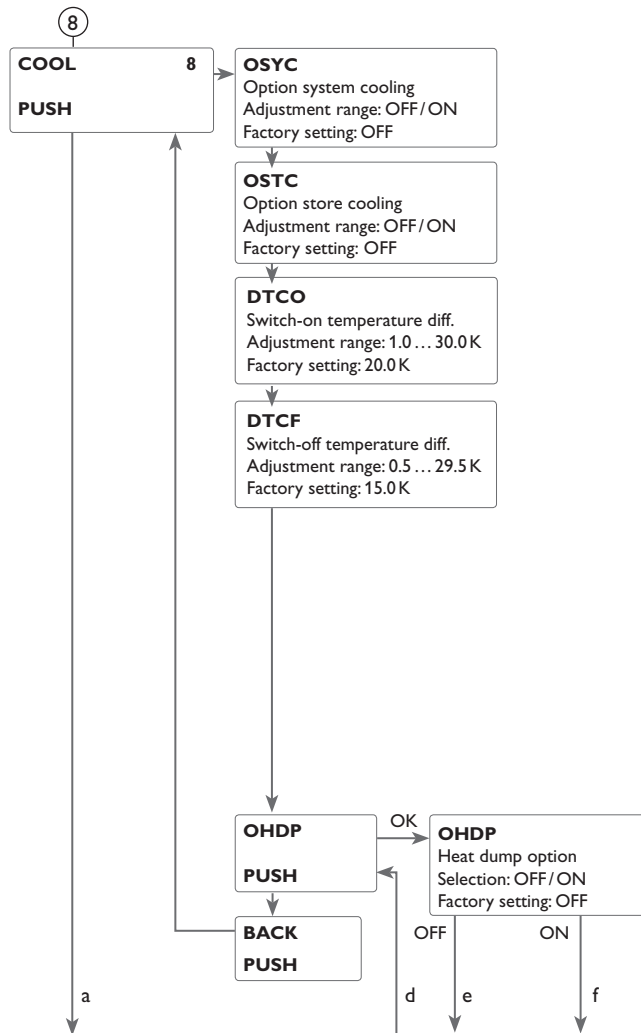 8
COOL 8
PUSH
OSYC
Option system cooling
Adjustment range: OFF/ON
Factory setting: OFF
OSTC
Option store cooling
Adjustment range: OFF/ON
Factory setting: OFF
DTCO
Switch-on temperature diff.
Adjustment range: 1.0 … 30.0 K
Factory setting: 20.0 K
DTCF
Switch-off temperature diff.
Adjustment range: 0.5 … 29.5 K
Factory setting: 15.0 K
OHDP
PUSH
OK
OHDP
Heat dump option
Selection: OFF/ON
Factory setting: OFF
BACK
PUSH
OFF ON
a d e f